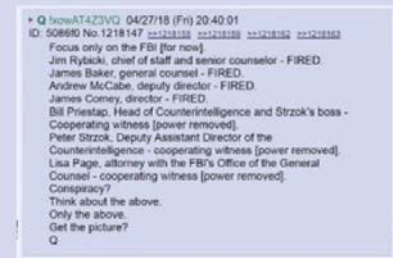 Q !xowAT4Z3VQ 04/27/18 (Fri) 20:40:01
ID: 5086f0 No.1218147
Focus only on the FBI [for now].
Jim Rybicki, chief of staff and senior counselor - FIRED.
James Baker, general counsel - FIRED.
Andrew McCabe, deputy director - FIRED.
James Comey, director - FIRED.
Bill Priestap, Head of Counterintelligence and Strzok's boss -
Cooperating witness [power removed].
Peter Strzok, Deputy Assistant Director of the
Counterintelligence - cooperating witness [power removed].
Lisa Page, attorney with the FBI's Office of the General
Counsel - cooperating witness [power removed].
Conspiracy?
Think about the above.
Only the above.
Get the picture?
Q